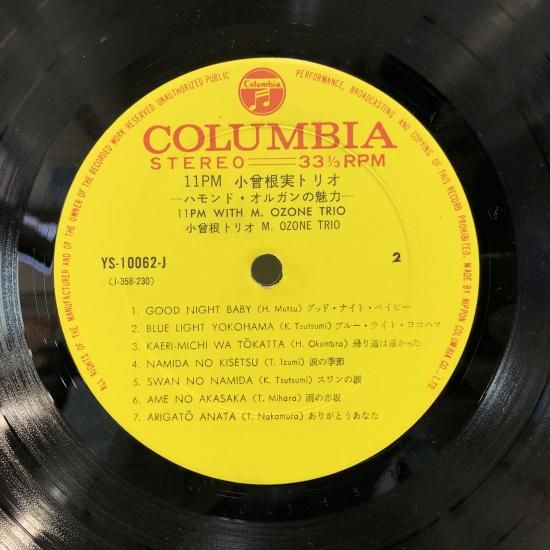 Columbia
COLUMBIA
STEREO 33 1/3 RPM
11PM 小曾根実トリオ
―ハモンド・オルガンの魅力―
11PM WITH M. OZONE TRIO
小曾根トリオ M. OZONE TRIO
YS-10062-J
(J-358-230)
2
1. GOOD NIGHT BABY (H. Mutsu) グッド・ナイト・ベイビー
2. BLUE LIGHT YOKOHAMA (K. Tsutsumi) ブルー・ライト・ヨコハマ
3. KAERI-MICHI WA TŌKATTA (H. Okumura) 帰り道は遠かった
4. NAMIDA NO KISETSU (T. Izumi) 涙の季節
5. SWAN NO NAMIDA (K. Tsutsumi) スワンの涙
6. AME NO AKASAKA (T. Mihara) 雨の赤坂
7. ARIGATŌ ANATA (T. Nakamura) ありがとうあなた
ALL RIGHTS OF THE MANUFACTURER AND OF THE OWNER OF THE RECORDED WORK RESERVED. UNAUTHORIZED PUBLIC PERFORMANCE, BROADCASTING AND COPYING OF THIS RECORD PROHIBITED. MADE BY NIPPON COLUMBIA CO., LTD.